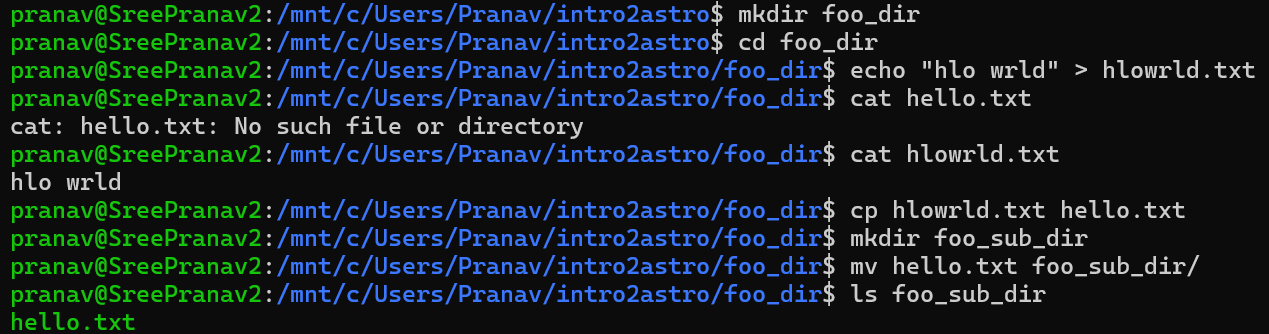 pranav@SreePranav2:/mnt/c/Users/Pranav/intro2astro$ mkdir foo_dir
pranav@SreePranav2:/mnt/c/Users/Pranav/intro2astro$ cd foo_dir
pranav@SreePranav2:/mnt/c/Users/Pranav/intro2astro/foo_dir$ echo "hlo wrld" > hlowrld.txt
pranav@SreePranav2:/mnt/c/Users/Pranav/intro2astro/foo_dir$ cat hello.txt
cat: hello.txt: No such file or directory
pranav@SreePranav2:/mnt/c/Users/Pranav/intro2astro/foo_dir$ cat hlowrld.txt
hlo wrld
pranav@SreePranav2:/mnt/c/Users/Pranav/intro2astro/foo_dir$ cp hlowrld.txt hello.txt
pranav@SreePranav2:/mnt/c/Users/Pranav/intro2astro/foo_dir$ mkdir foo_sub_dir
pranav@SreePranav2:/mnt/c/Users/Pranav/intro2astro/foo_dir$ mv hello.txt foo_sub_dir/
pranav@SreePranav2:/mnt/c/Users/Pranav/intro2astro/foo_dir$ ls foo_sub_dir
hello.txt